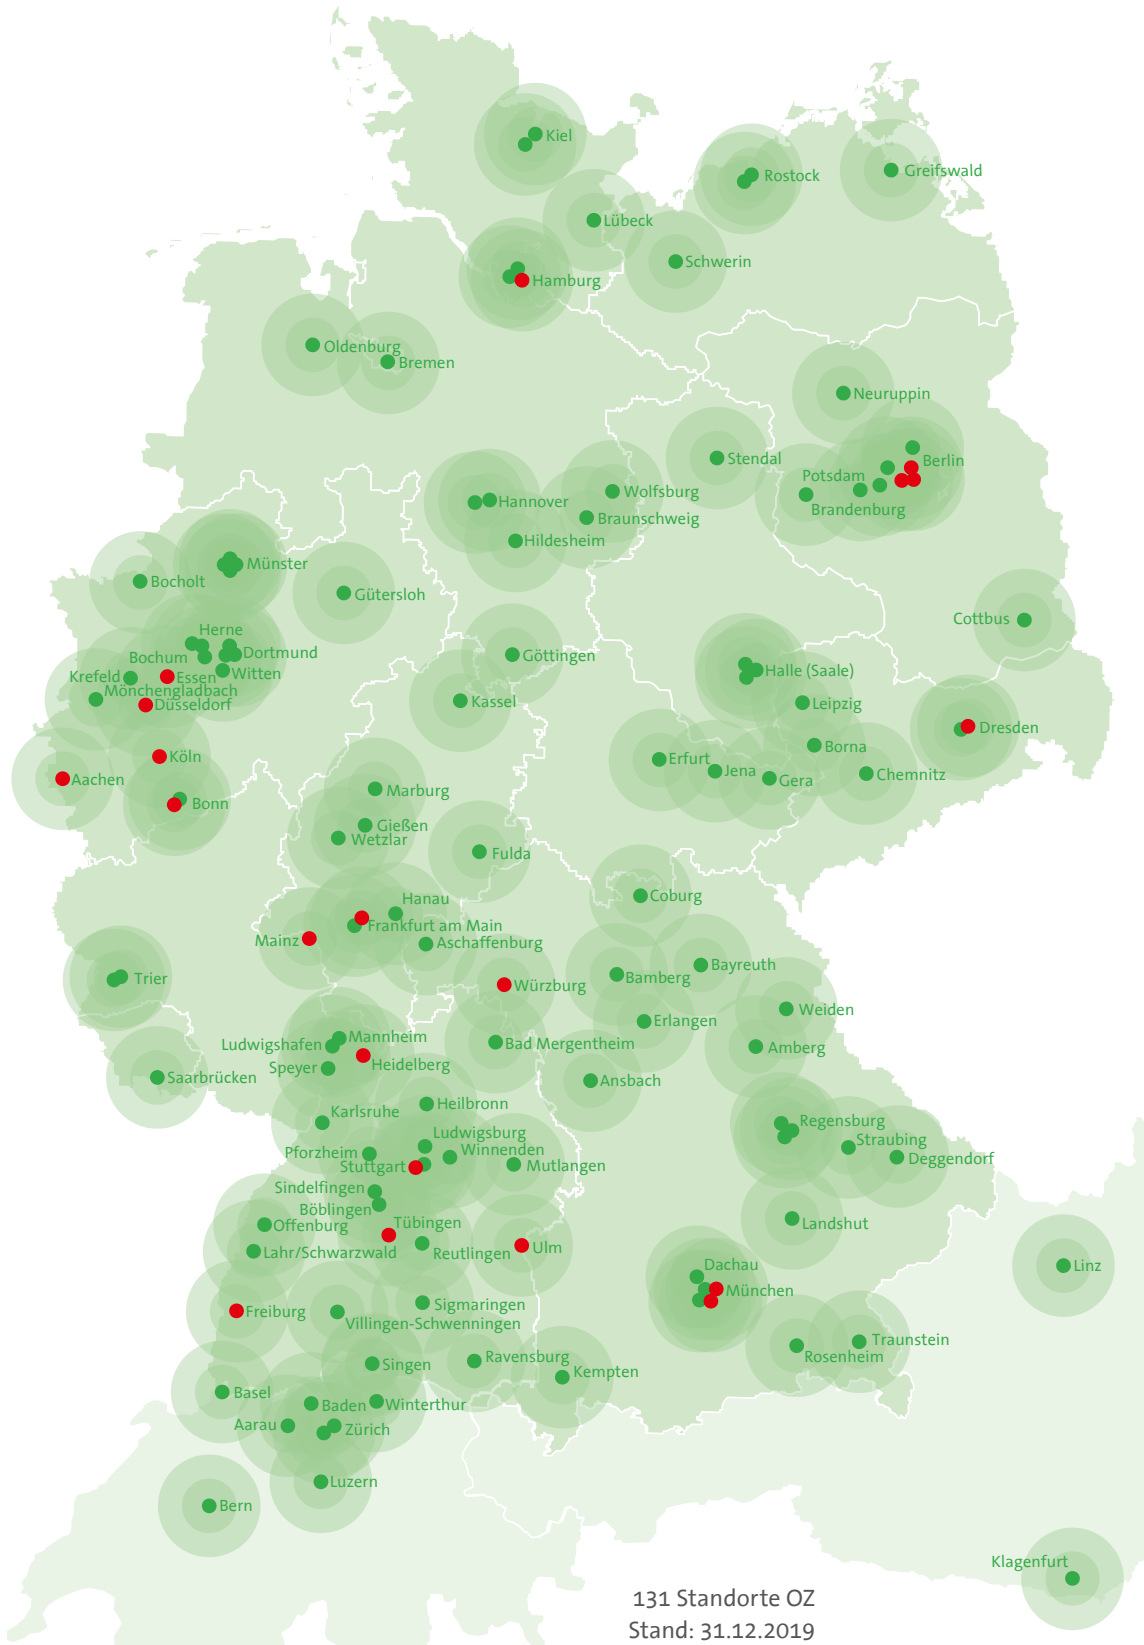 Kiel
Rostock
Greifswald
Lübeck
Schwerin
Hamburg
Oldenburg
Bremen
Neuruppin
Stendal
Berlin
Potsdam
Brandenburg
Wolfsburg
Hannover
Braunschweig
Hildesheim
Münster
Bocholt
Gütersloh
Cottbus
Herne
Dortmund
Bochum
Göttingen
Witten
Krefeld
Essen
Mönchengladbach
Düsseldorf
Halle (Saale)
Kassel
Leipzig
Dresden
Borna
Köln
Erfurt
Jena
Chemnitz
Gera
Aachen
Marburg
Bonn
Gießen
Wetzlar
Fulda
Coburg
Hanau
Frankfurt am Main
Mainz
Aschaffenburg
Bayreuth
Trier
Bamberg
Würzburg
Weiden
Erlangen
Mannheim
Ludwigshafen
Bad Mergentheim
Amberg
Heidelberg
Speyer
Saarbrücken
Ansbach
Heilbronn
Karlsruhe
Regensburg
Ludwigsburg
Straubing
Winnenden
Pforzheim
Deggendorf
Stuttgart
Mutlangen
Sindelfingen
Böblingen
Tübingen
Offenburg
Landshut
Ulm
Lahr/Schwarzwald
Reutlingen
Dachau
Linz
München
Sigmaringen
Freiburg
Villingen-Schwenningen
Traunstein
Rosenheim
Ravensburg
Singen
Kempten
Basel
Baden
Winterthur
Aarau
Zürich
Luzern
Bern
Klagenfurt
131 Standorte OZ
Stand: 31.12.2019